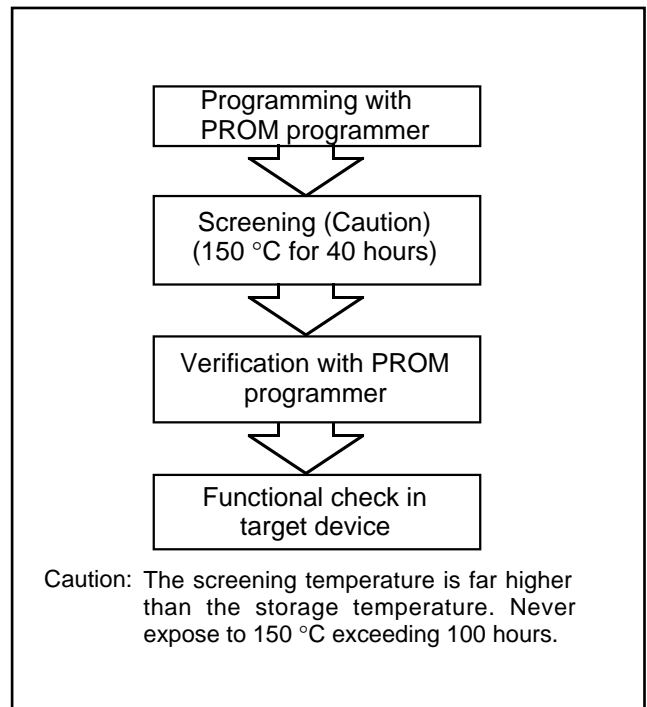 Programming with
PROM programmer
Screening (Caution)
(150 °C for 40 hours)
Verification with PROM
programmer
Functional check in
target device
Caution: The screening temperature is far higher
than the storage temperature. Never
expose to 150 °C exceeding 100 hours.